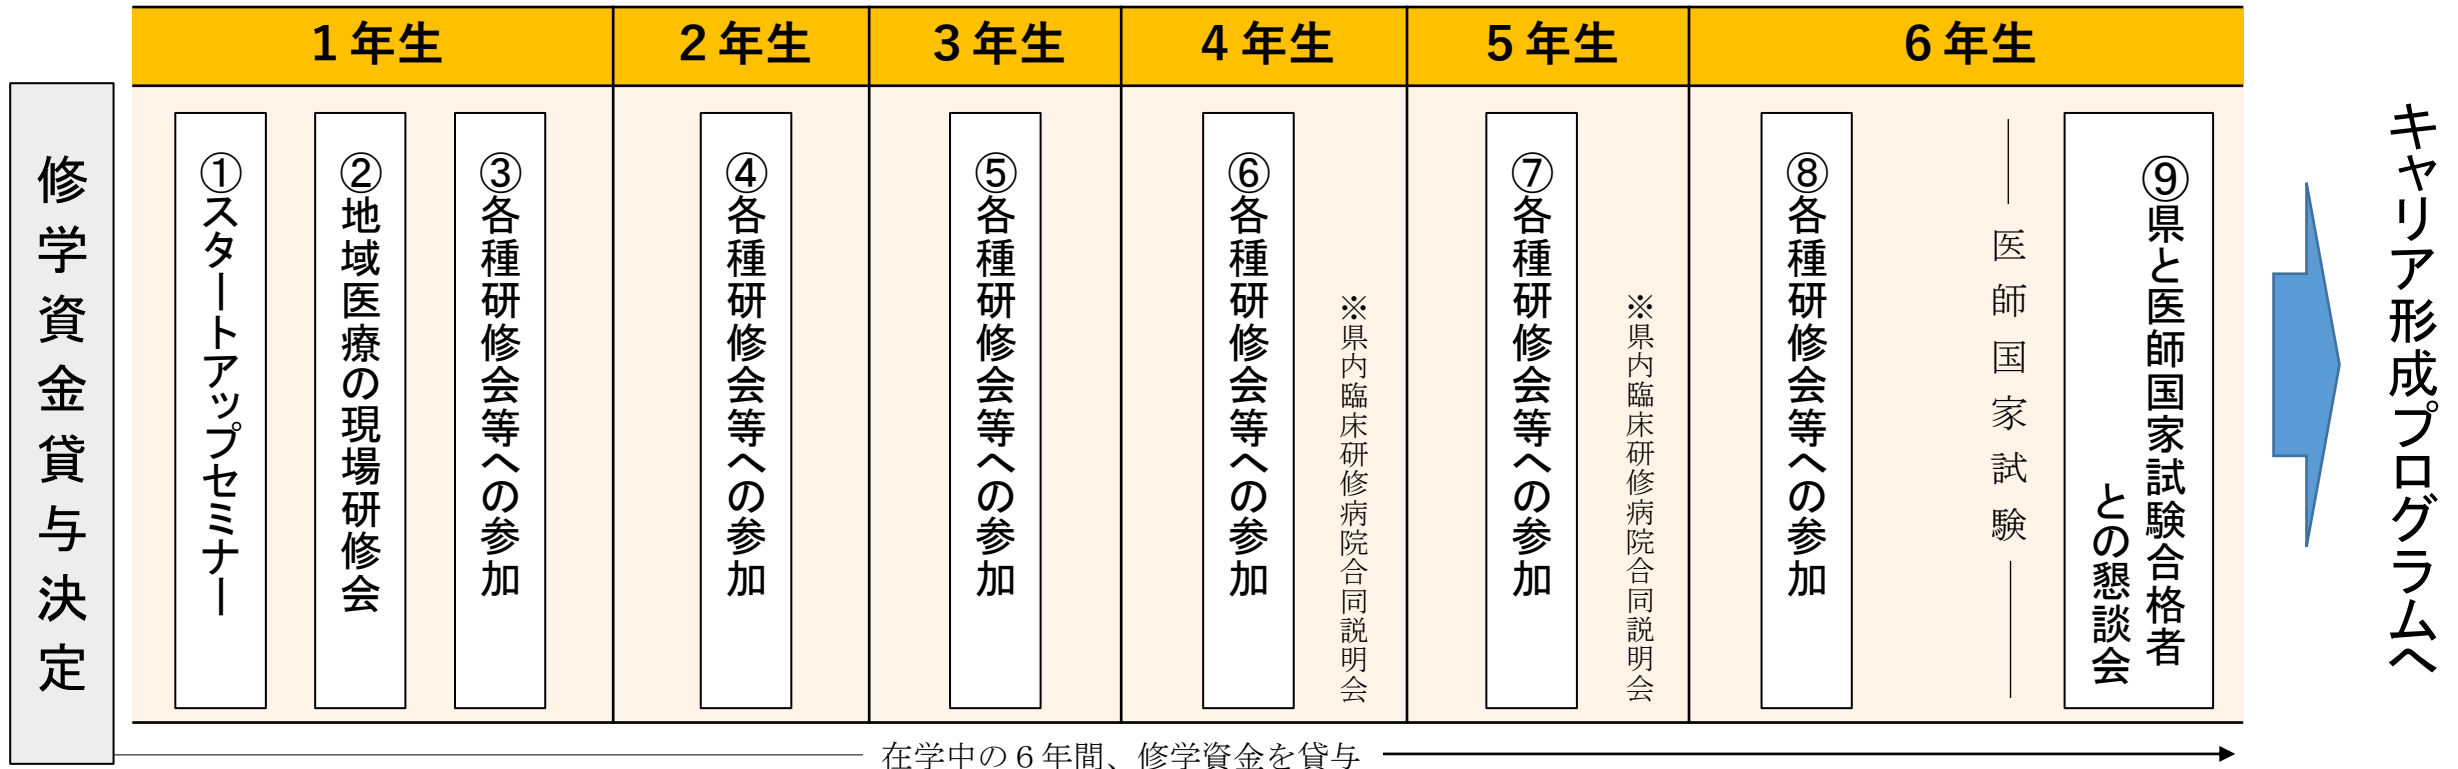 1年生
2年生
3年生
4年生
5年生
6年生
修学資金貸与決定
①スタートアップセミナー
②地域医療の現場研修会
③各種研修会等への参加
④各種研修会等への参加
⑤各種研修会等への参加
⑥各種研修会等への参加
※県内臨床研修病院合同説明会
⑦各種研修会等への参加
※県内臨床研修病院合同説明会
⑧各種研修会等への参加
医師国家試験
⑨県と医師国家試験合格者
との懇談会
キャリア形成プログラムへ
在学中の6年間、修学資金を貸与